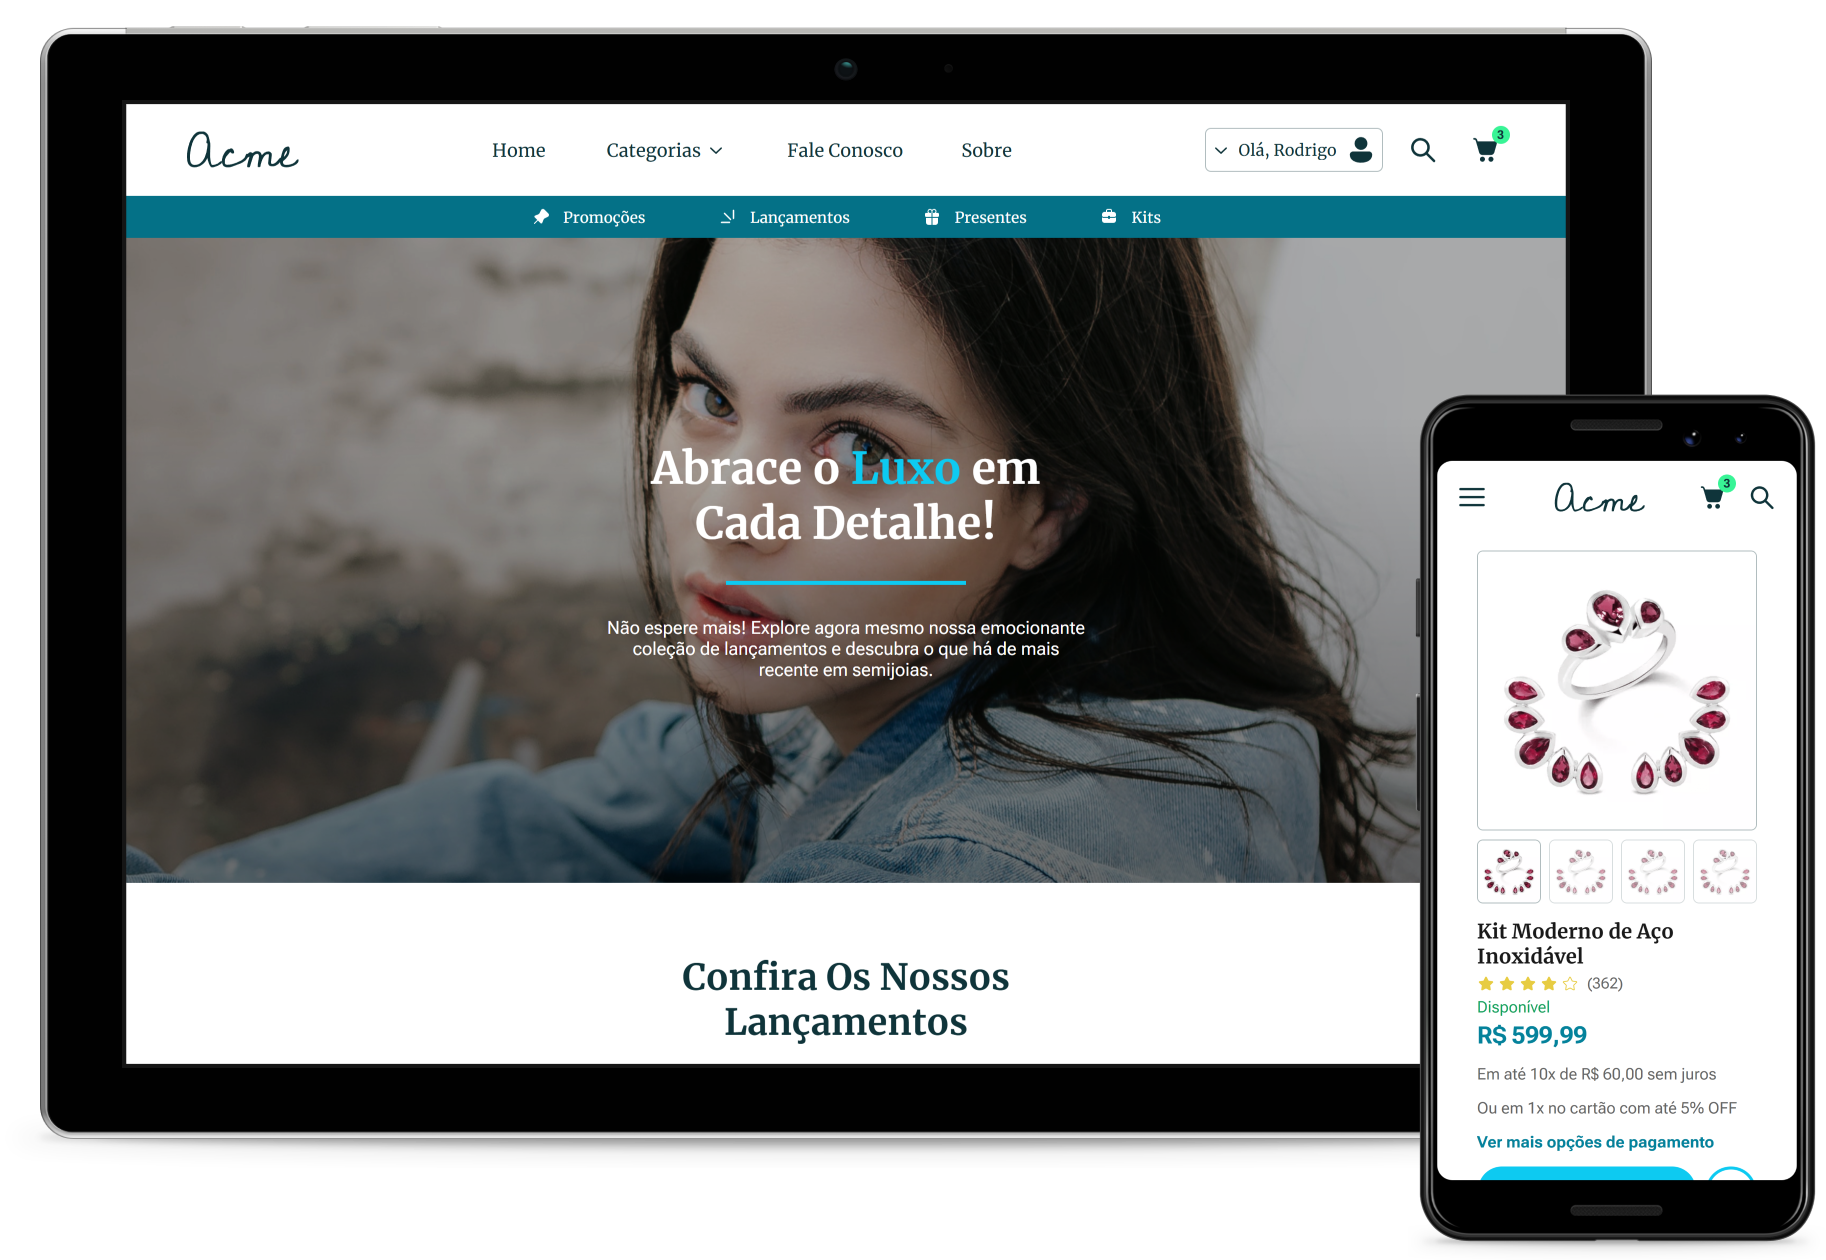 Acme
Home
Categorias
Fale Conosco
Sobre
Olá, Rodrigo
3
Promoções
Lançamentos
Presentes
Kits
Abrace o Luxo em
Cada Detalhe!
Não espere mais! Explore agora mesmo nossa emocionante
coleção de lançamentos e descubra o que há de mais
recente em semijoias.
Confira Os Nossos
Lançamentos
Acme
3
Kit Moderno de Aço
Inoxidável
(362)
Disponível
R$ 599,99
Em até 10x de R$ 60,00 sem juros
Ou em 1x no cartão com até 5% OFF
Ver mais opções de pagamento